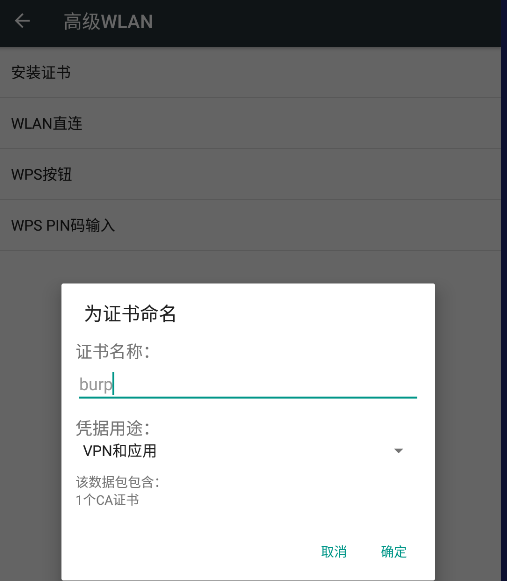 高级WLAN
安装证书
WLAN直连
WPS按钮
WPS PIN码输入
为证书命名
证书名称：
burp
凭据用途：
VPN和应用
该数据包包含：
1个CA证书
取消 确定